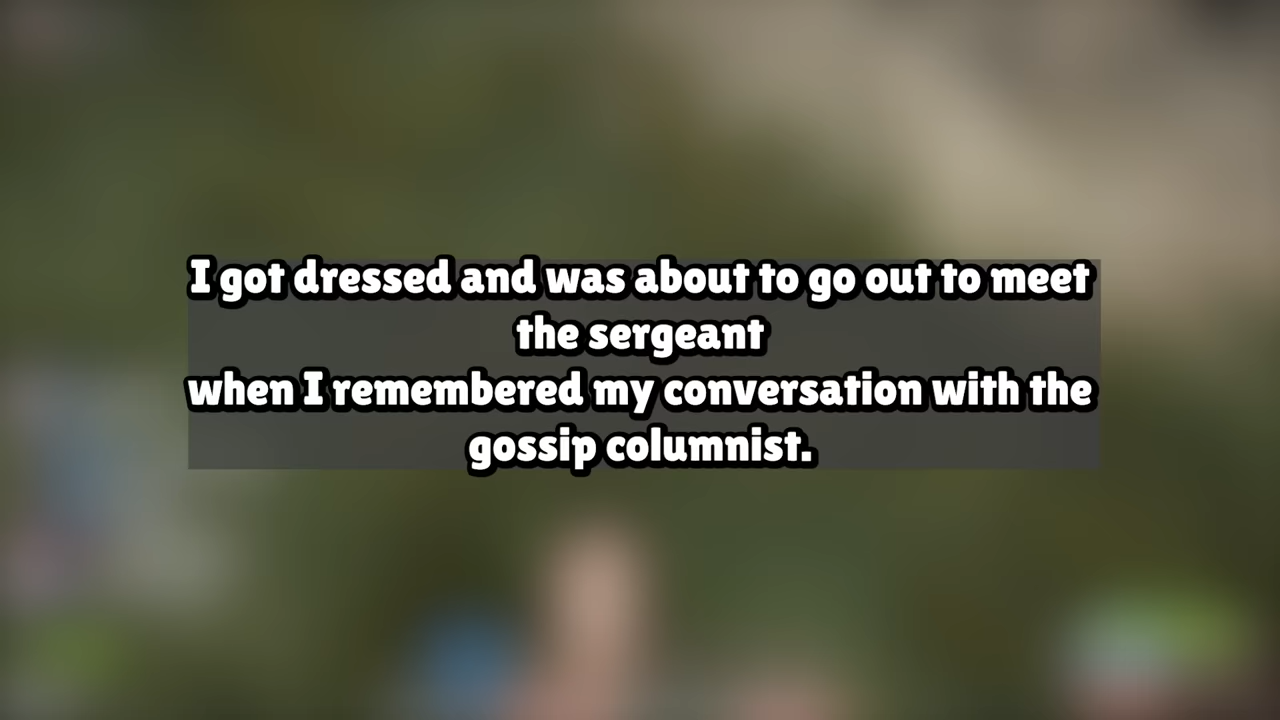 I got dressed and was about to go out to meet
the sergeant
when I remembered my conversation with the
gossip columnist.